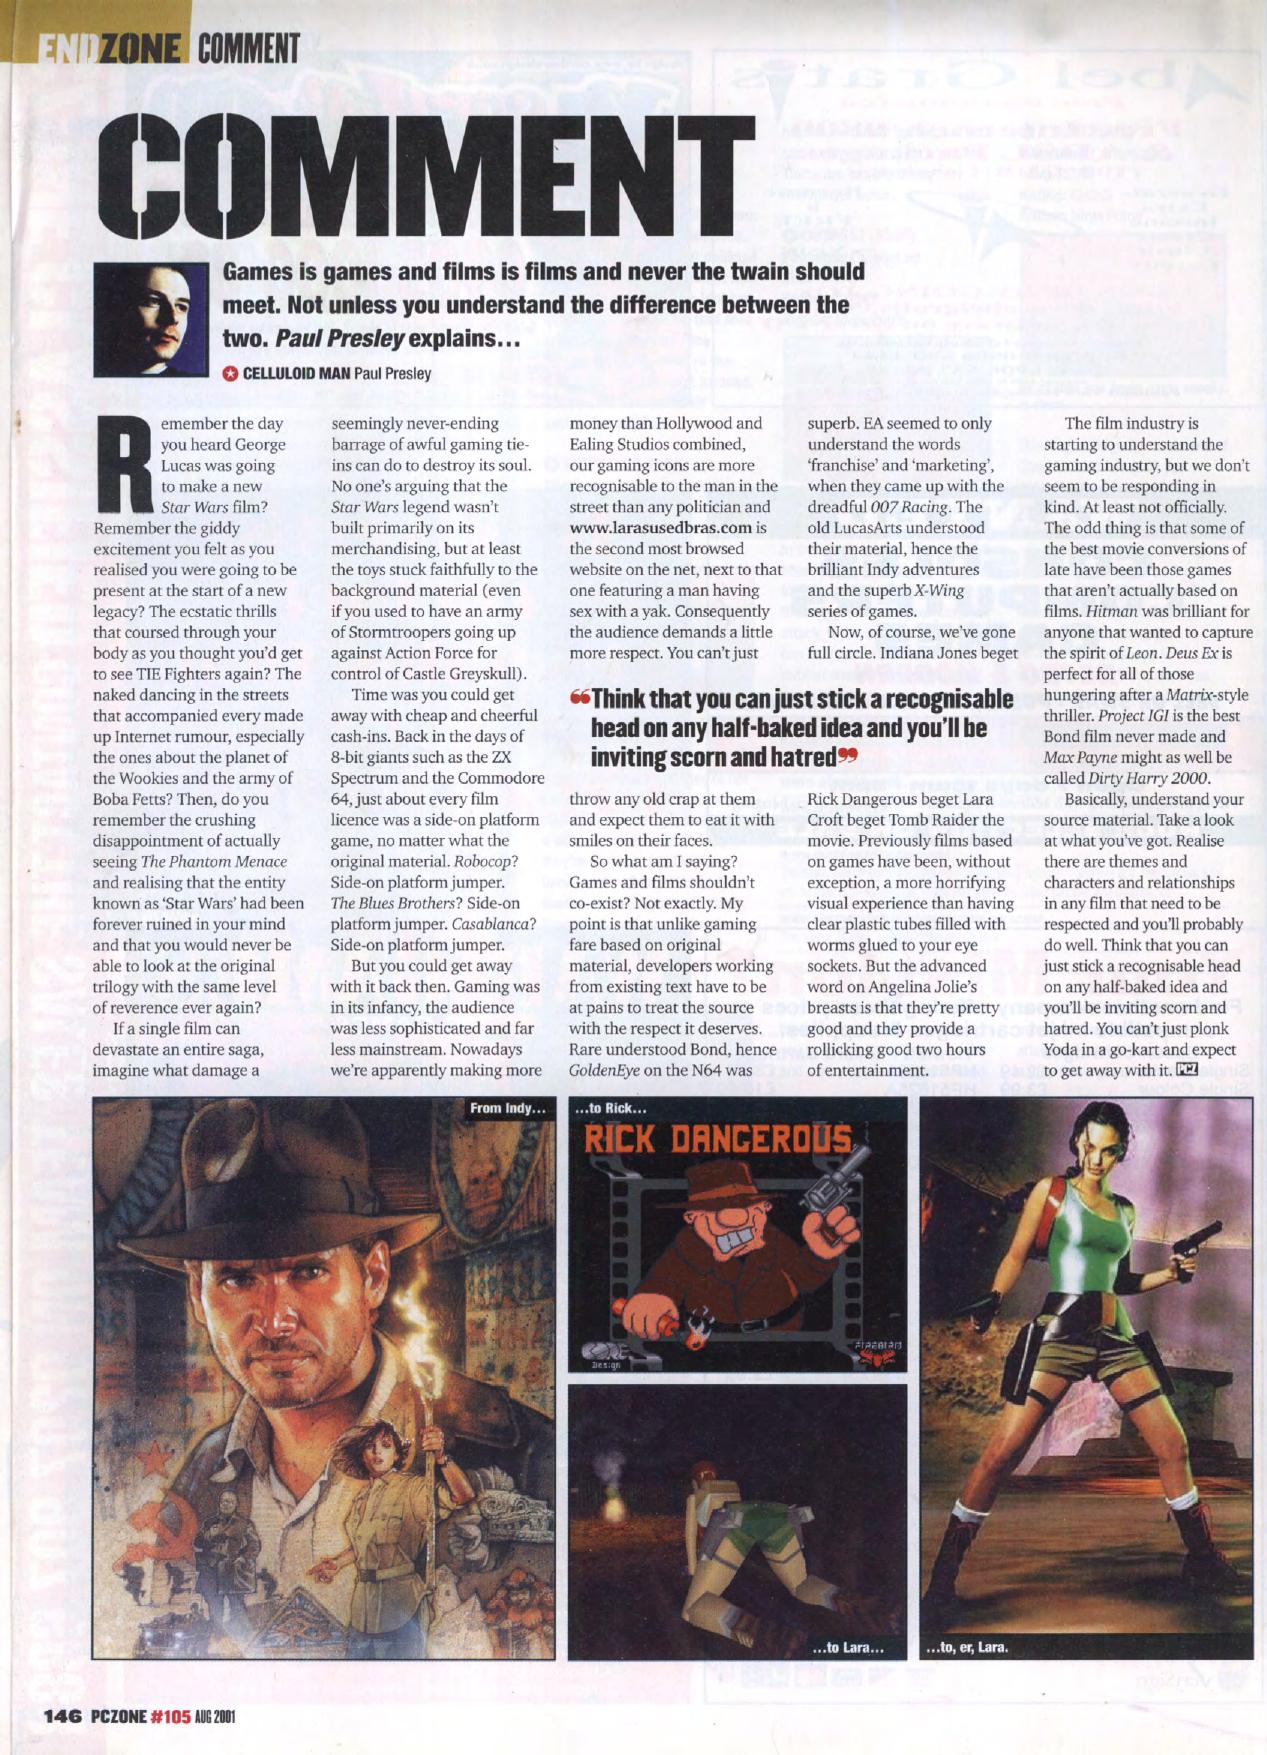 ENDZONE COMMENT
COMMENT
Games is games and films is films and never the twain should
meet. Not unless you understand the difference between the
two. Paul Presley explains...
CELLULOID MAN Paul Presley
Remember the day
you heard George
Lucas was going
to make a new
Star Wars film?
Remember the giddy
excitement you felt as you
realised you were going to be
present at the start of a new
legacy? The ecstatic thrills
that coursed through your
body as you thought you'd get
to see TIE Fighters again? The
naked dancing in the streets
that accompanied every made
up Internet rumour, especially
the ones about the planet of
the Wookies and the army of
Boba Fetts? Then, do you
remember the crushing
disappointment of actually
seeing The Phantom Menace
and realising that the entity
known as 'Star Wars' had been
forever ruined in your mind
and that you would never be
able to look at the original
trilogy with the same level
of reverence ever again?
If a single film can
devastate an entire saga,
imagine what damage a
seemingly never-ending
barrage of awful gaming tie-
ins can do to destroy its soul.
No one's arguing that the
Star Wars legend wasn't
built primarily on its
merchandising, but at least
the toys stuck faithfully to the
background material (even
if you used to have an army
of Stormtroopers going up
against Action Force for
control of Castle Greyskull).
Time was you could get
away with cheap and cheerful
cash-ins. Back in the days of
8-bit giants such as the ZX
Spectrum and the Commodore
64, just about every film
licence was a side-on platform
game, no matter what the
original material. Robocop?
Side-on platform jumper.
The Blues Brothers? Side-on
platform jumper. Casablanca?
Side-on platform jumper.
But you could get away
with it back then. Gaming was
in its infancy, the audience
was less sophisticated and far
less mainstream. Nowadays
we're apparently making more
money than Hollywood and
Ealing Studios combined,
our gaming icons are more
recognisable to the man in the
street than any politician and
www.larasusedbras.com is
the second most browsed
website on the net, next to that
one featuring a man having
sex with a yak. Consequently
the audience demands a little
more respect. You can't just
throw any old crap at them
and expect them to eat it with
smiles on their faces.
So what am I saying?
Games and films shouldn't
co-exist? Not exactly. My
point is that unlike gaming
fare based on original
material, developers working
from existing text have to be
at pains to treat the source
with the respect it deserves.
Rare understood Bond, hence
GoldenEye on the N64 was
superb. EA seemed to only
understand the words
'franchise' and 'marketing',
when they came up with the
dreadful 007 Racing. The
old LucasArts understood
their material, hence the
brilliant Indy adventures
and the superb X-Wing
series of games.
Now, of course, we've gone
full circle. Indiana Jones beget
“Think that you can just stick a recognisable
head on any half-baked idea and you'll be
inviting scorn and hatred”
Rick Dangerous beget Lara
Croft beget Tomb Raider the
movie. Previously films based
on games have been, without
exception, a more horrifying
visual experience than having
clear plastic tubes filled with
worms glued to your eye
sockets. But the advanced
word on Angelina Jolie's
breasts is that they're pretty
good and they provide a
rollicking good two hours
of entertainment.
The film industry is
starting to understand the
gaming industry, but we don't
seem to be responding in
kind. At least not officially.
The odd thing is that some of
the best movie conversions of
late have been those games
that aren't actually based on
films. Hitman was brilliant for
anyone that wanted to capture
the spirit of Leon. Deus Ex is
perfect for all of those
hungering after a Matrix-style
thriller. Project IGI is the best
Bond film never made and
Max Payne might as well be
called Dirty Harry 2000.
Basically, understand your
source material. Take a look
at what you've got. Realise
there are themes and
characters and relationships
in any film that need to be
respected and you'll probably
do well. Think that you can
just stick a recognisable head
on any half-baked idea and
you'll be inviting scorn and
hatred. You can't just plonk
Yoda in a go-kart and expect
to get away with it. PCZ
From Indy...
...to Rick...
RICK DANGEROUS
Design
FIREBIRD
...to Lara...
...to, er, Lara.
146 PCZONE #105 AUG 2001